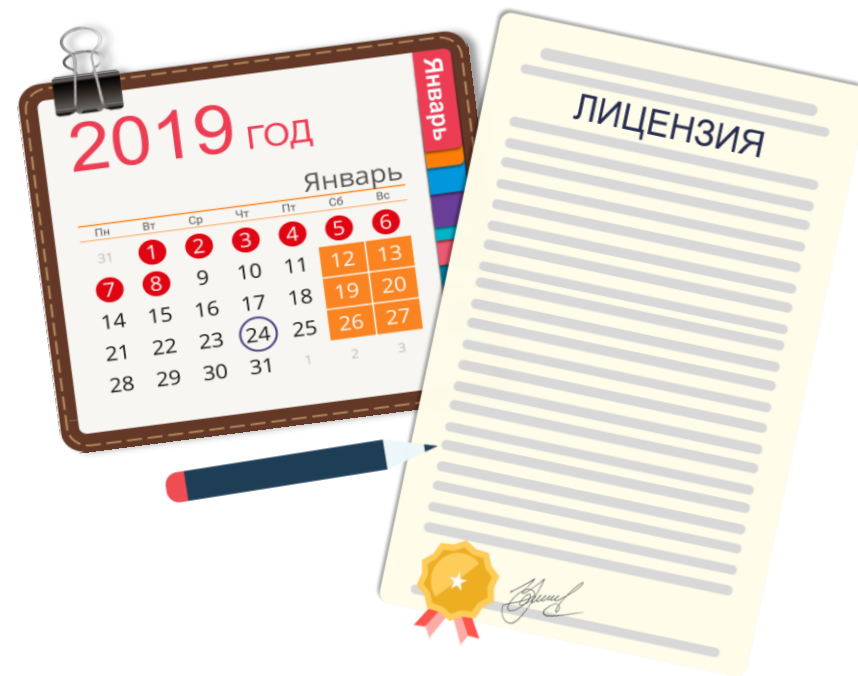 2019 год
Январь
Январь
Пн Вт Ср Чт Пт Сб Вс
31 1 2 3 4 5 6
7 8 9 10 11 12 13
14 15 16 17 18 19 20
21 22 23 24 25 26 27
28 29 30 31 1 2 3
ЛИЦЕНЗИЯ